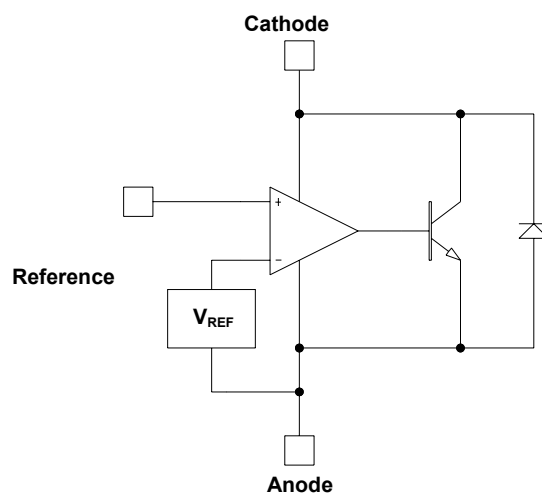 Cathode
+
−
Reference
VREF
Anode